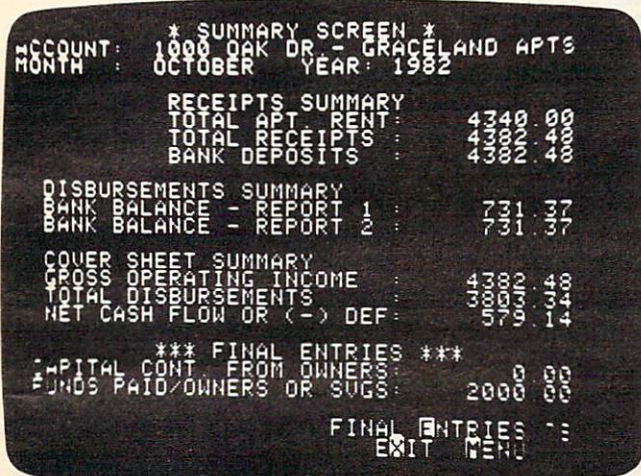 * SUMMARY SCREEN *
ACCOUNT: 1000 OAK DR.- GRACELAND APTS
MONTH : OCTOBER YEAR: 1982
RECEIPTS SUMMARY
TOTAL APT. RENT: 4340.00
TOTAL RECEIPTS : 4382.48
BANK DEPOSITS : 4382.48
DISBURSEMENTS SUMMARY
BANK BALANCE - REPORT 1 : 731.37
BANK BALANCE - REPORT 2 : 731.37
COVER SHEET SUMMARY
GROSS OPERATING INCOME : 4382.48
TOTAL DISBURSEMENTS : 3803.34
NET CASH FLOW OR (-) DEF: 579.14
*** FINAL ENTRIES ***
CAPITAL CONT. FROM OWNERS: 0.00
FUNDS PAID/OWNERS OR SVGS: 2000.00
FINAL ENTRIES
EXIT MENU